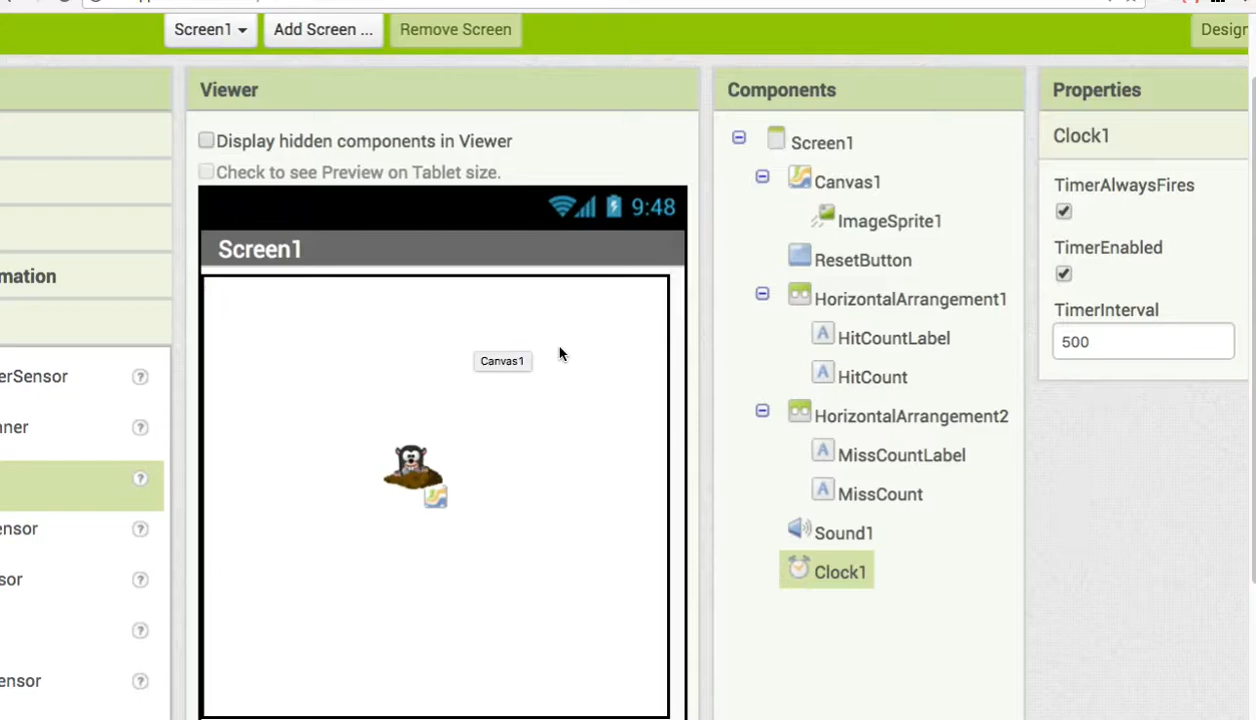 Screen1
Add Screen ...
Remove Screen
Design
Viewer
Display hidden components in Viewer
Check to see Preview on Tablet size.
9:48
Screen1
Canvas1
mation
erSensor
nner
ensor
sor
ensor
Components
Screen1
Canvas1
ImageSprite1
ResetButton
HorizontalArrangement1
HitCountLabel
HitCount
HorizontalArrangement2
MissCountLabel
MissCount
Sound1
Clock1
Properties
Clock1
TimerAlwaysFires
TimerEnabled
TimerInterval
500